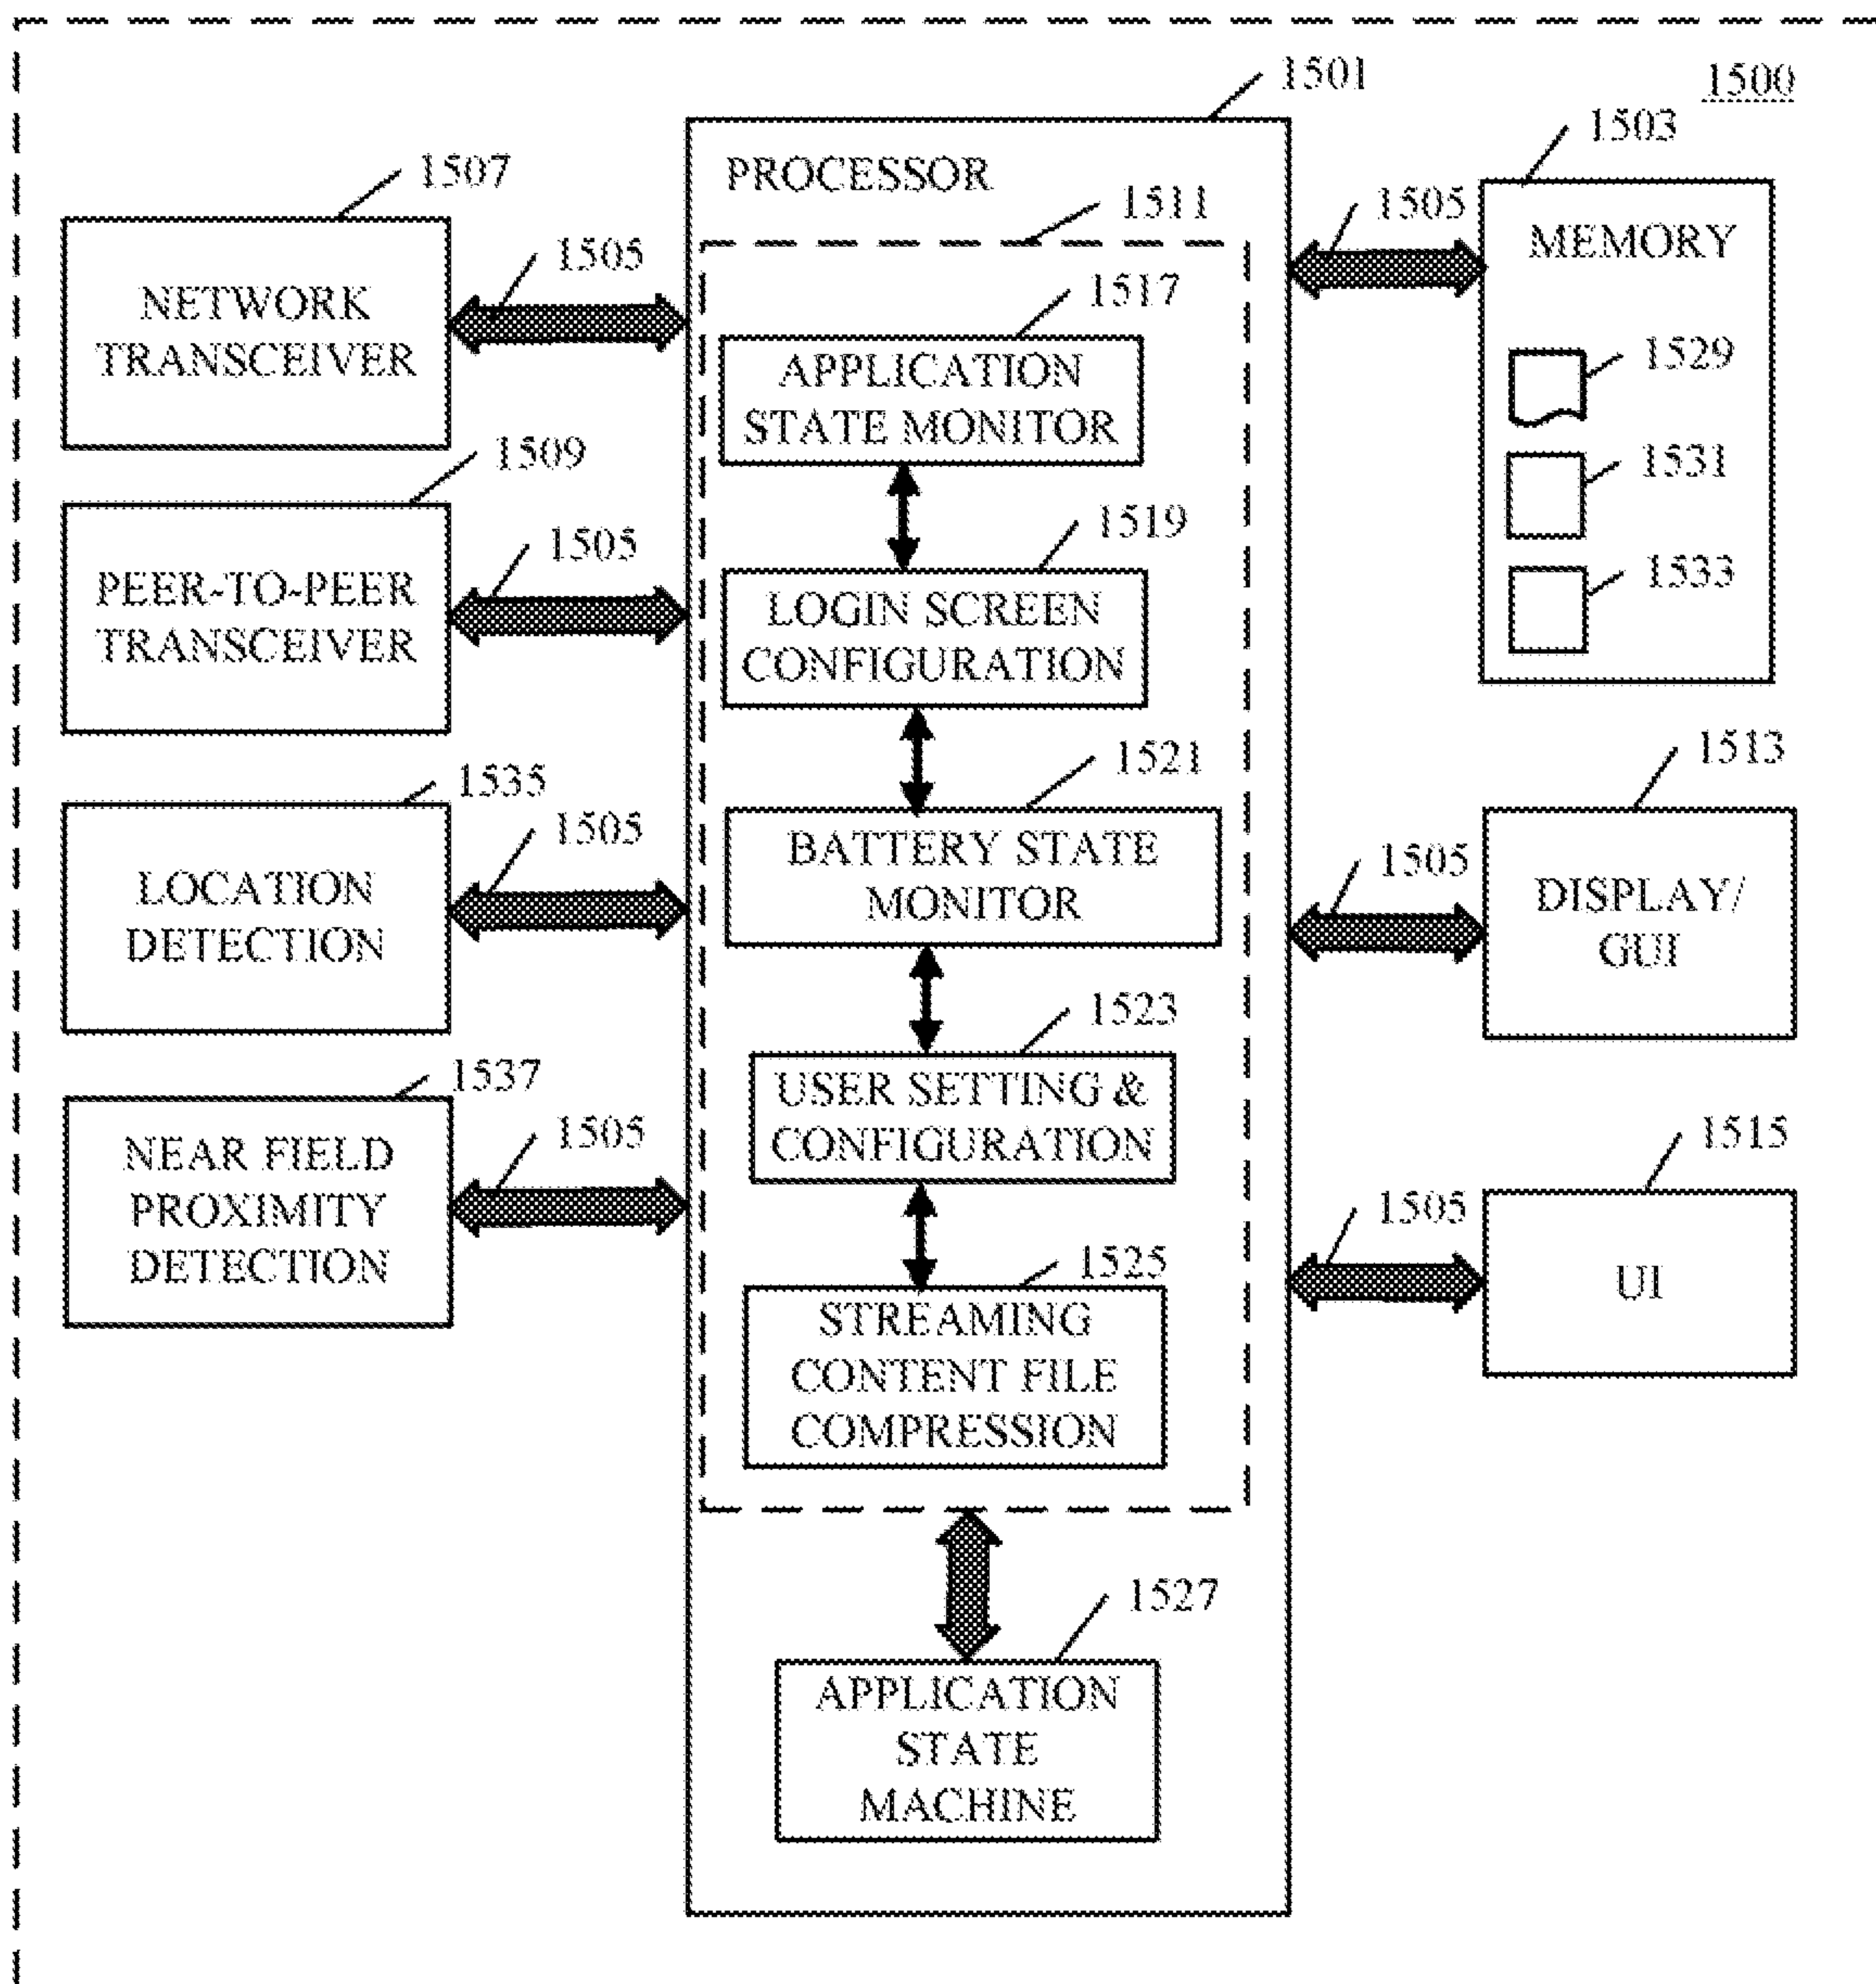 1500
1501
PROCESSOR
1503
MEMORY
1529
1531
1533
1505
1507
NETWORK
TRANSCEIVER
1505
1509
PEER-TO-PEER
TRANSCEIVER
1505
1535
LOCATION
DETECTION
1505
1537
NEAR FIELD
PROXIMITY
DETECTION
1505
1511
1517
APPLICATION
STATE MONITOR
1519
LOGIN SCREEN
CONFIGURATION
1521
BATTERY STATE
MONITOR
1523
USER SETTING &
CONFIGURATION
1525
STREAMING
CONTENT FILE
COMPRESSION
1527
APPLICATION
STATE
MACHINE
1513
1505
DISPLAY/
GUI
1515
1505
UI